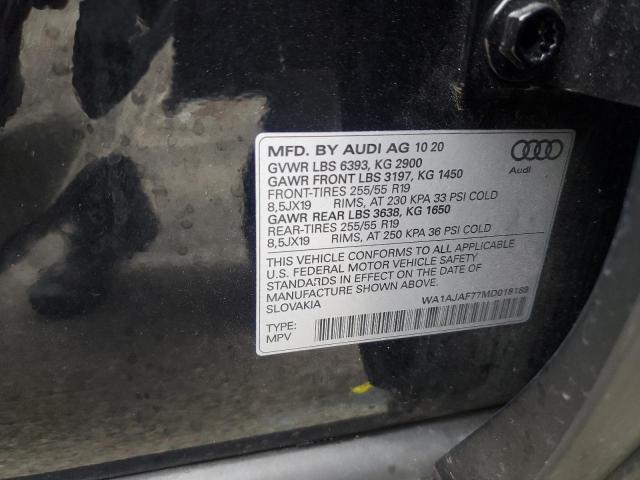 MFD. BY AUDI AG 10 20
GVWR LBS 6393, KG 2900
GAWR FRONT LBS 3197, KG 1450
FRONT-TIRES 255/55 R19
8,5JX19 RIMS, AT 230 KPA 33 PSI COLD
GAWR REAR LBS 3638, KG 1650
REAR-TIRES 255/55 R19
8,5JX19 RIMS, AT 250 KPA 36 PSI COLD
Audi
THIS VEHICLE CONFORMS TO ALL APPLICABLE
U.S. FEDERAL MOTOR VEHICLE SAFETY
STANDARDS IN EFFECT ON THE DATE OF
MANUFACTURE SHOWN ABOVE.
SLOVAKIA
WA1AJAF77MD018189
TYPE:
MPV